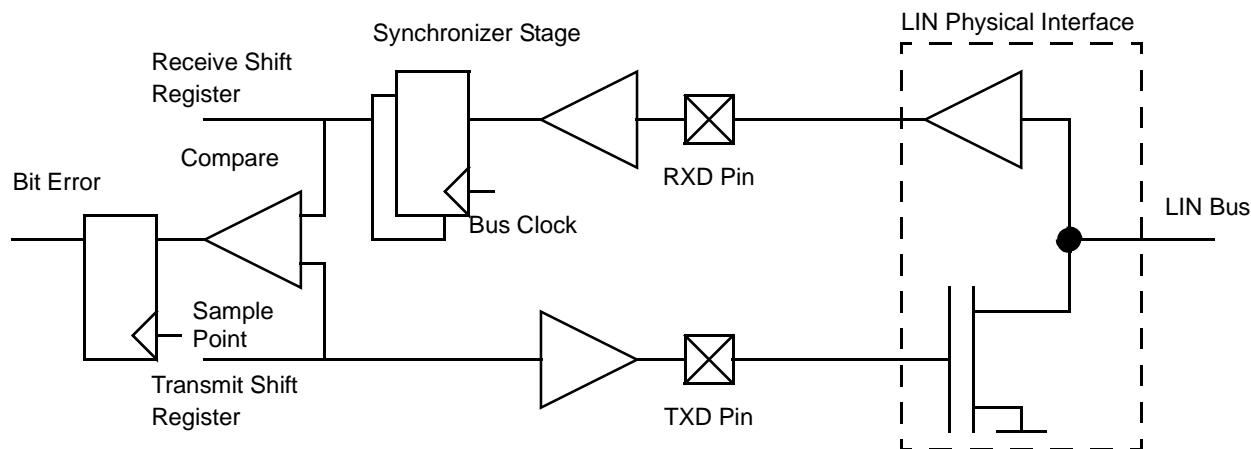 LIN Physical Interface
Synchronizer Stage
Receive Shift
Register
Compare
RXD Pin
Bit Error
LIN Bus
Bus Clock
Sample
Point
Transmit Shift
Register
TXD Pin